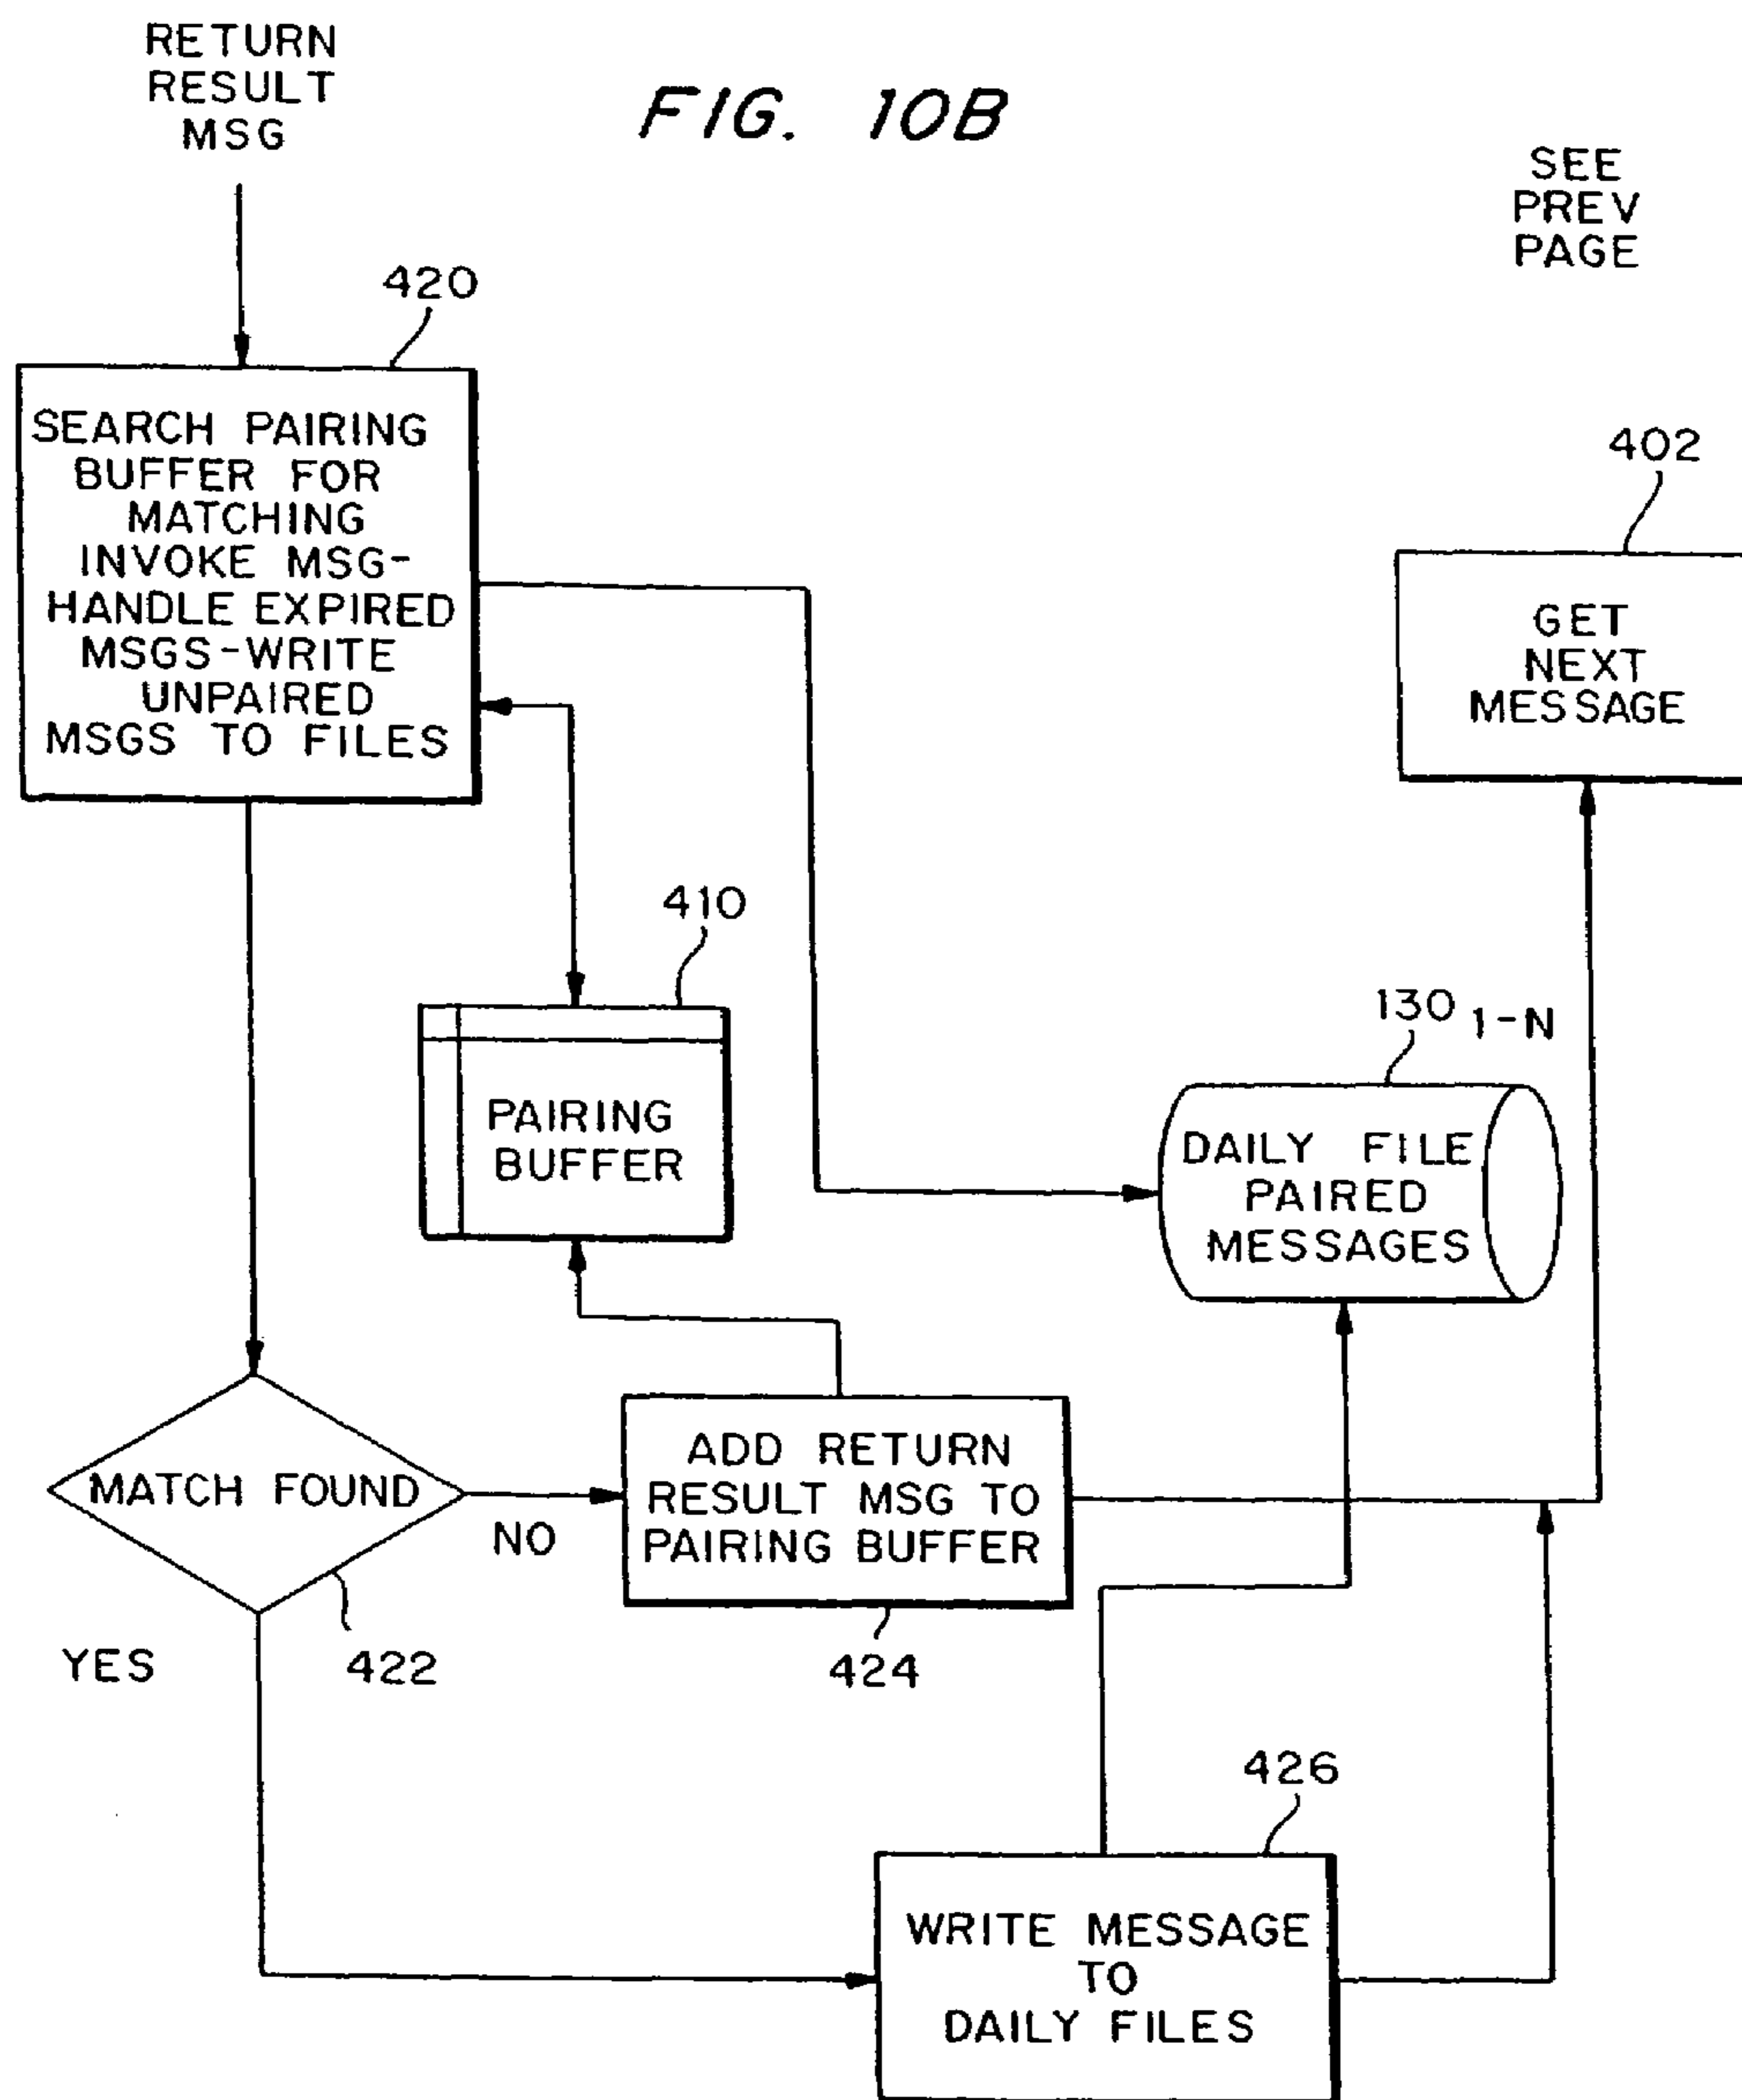 RETURN
RESULT
MSG
FIG. 10B
SEE
PREV
PAGE
420
SEARCH PAIRING
BUFFER FOR
MATCHING
INVOKE MSG-
HANDLE EXPIRED
MSGS-WRITE
UNPAIRED
MSGS TO FILES
402
GET
NEXT
MESSAGE
410
PAIRING
BUFFER
130 1-N
DAILY FILE
PAIRED
MESSAGES
MATCH FOUND
NO
ADD RETURN
RESULT MSG TO
PAIRING BUFFER
YES
422
424
426
WRITE MESSAGE
TO
DAILY FILES